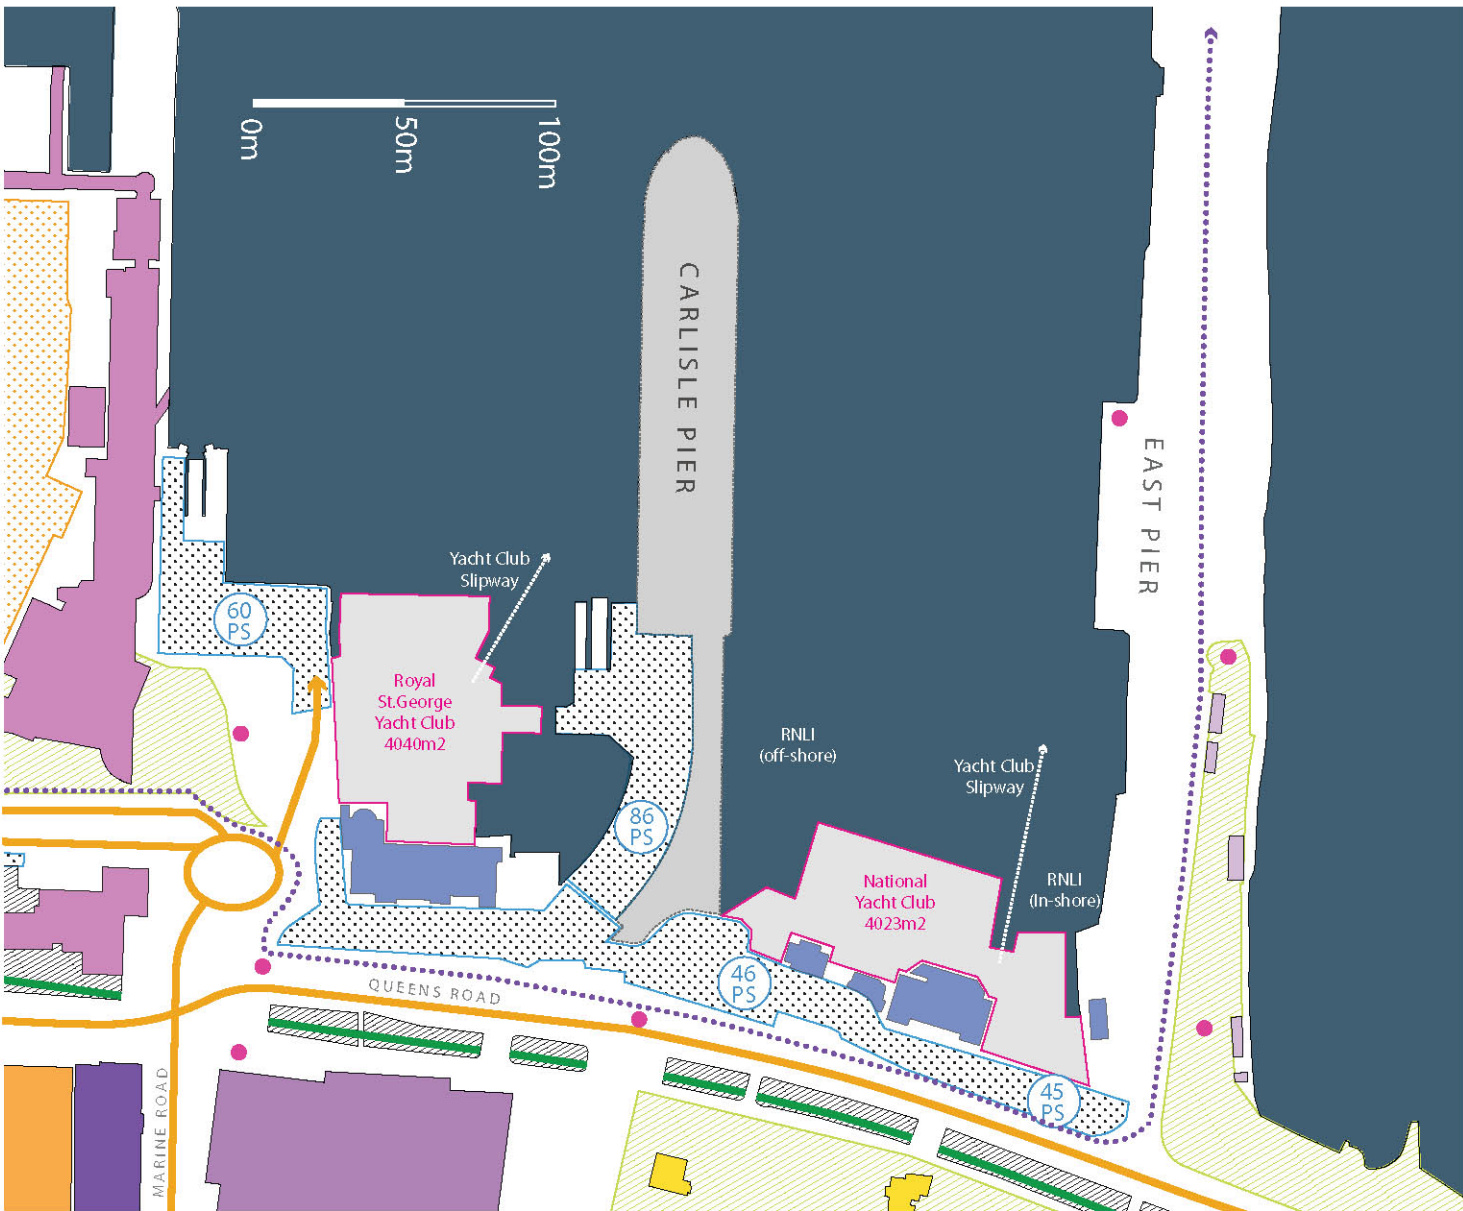 0m
50m
100m
CARLISLE PIER
EAST PIER
Yacht Club
Slipway
60
PS
Royal
St.George
Yacht Club
4040m2
RNLI
(off-shore)
Yacht Club
Slipway
86
PS
National
Yacht Club
4023m2
RNLI
(In-shore)
46
PS
QUEENS ROAD
45
PS
MARINE ROAD